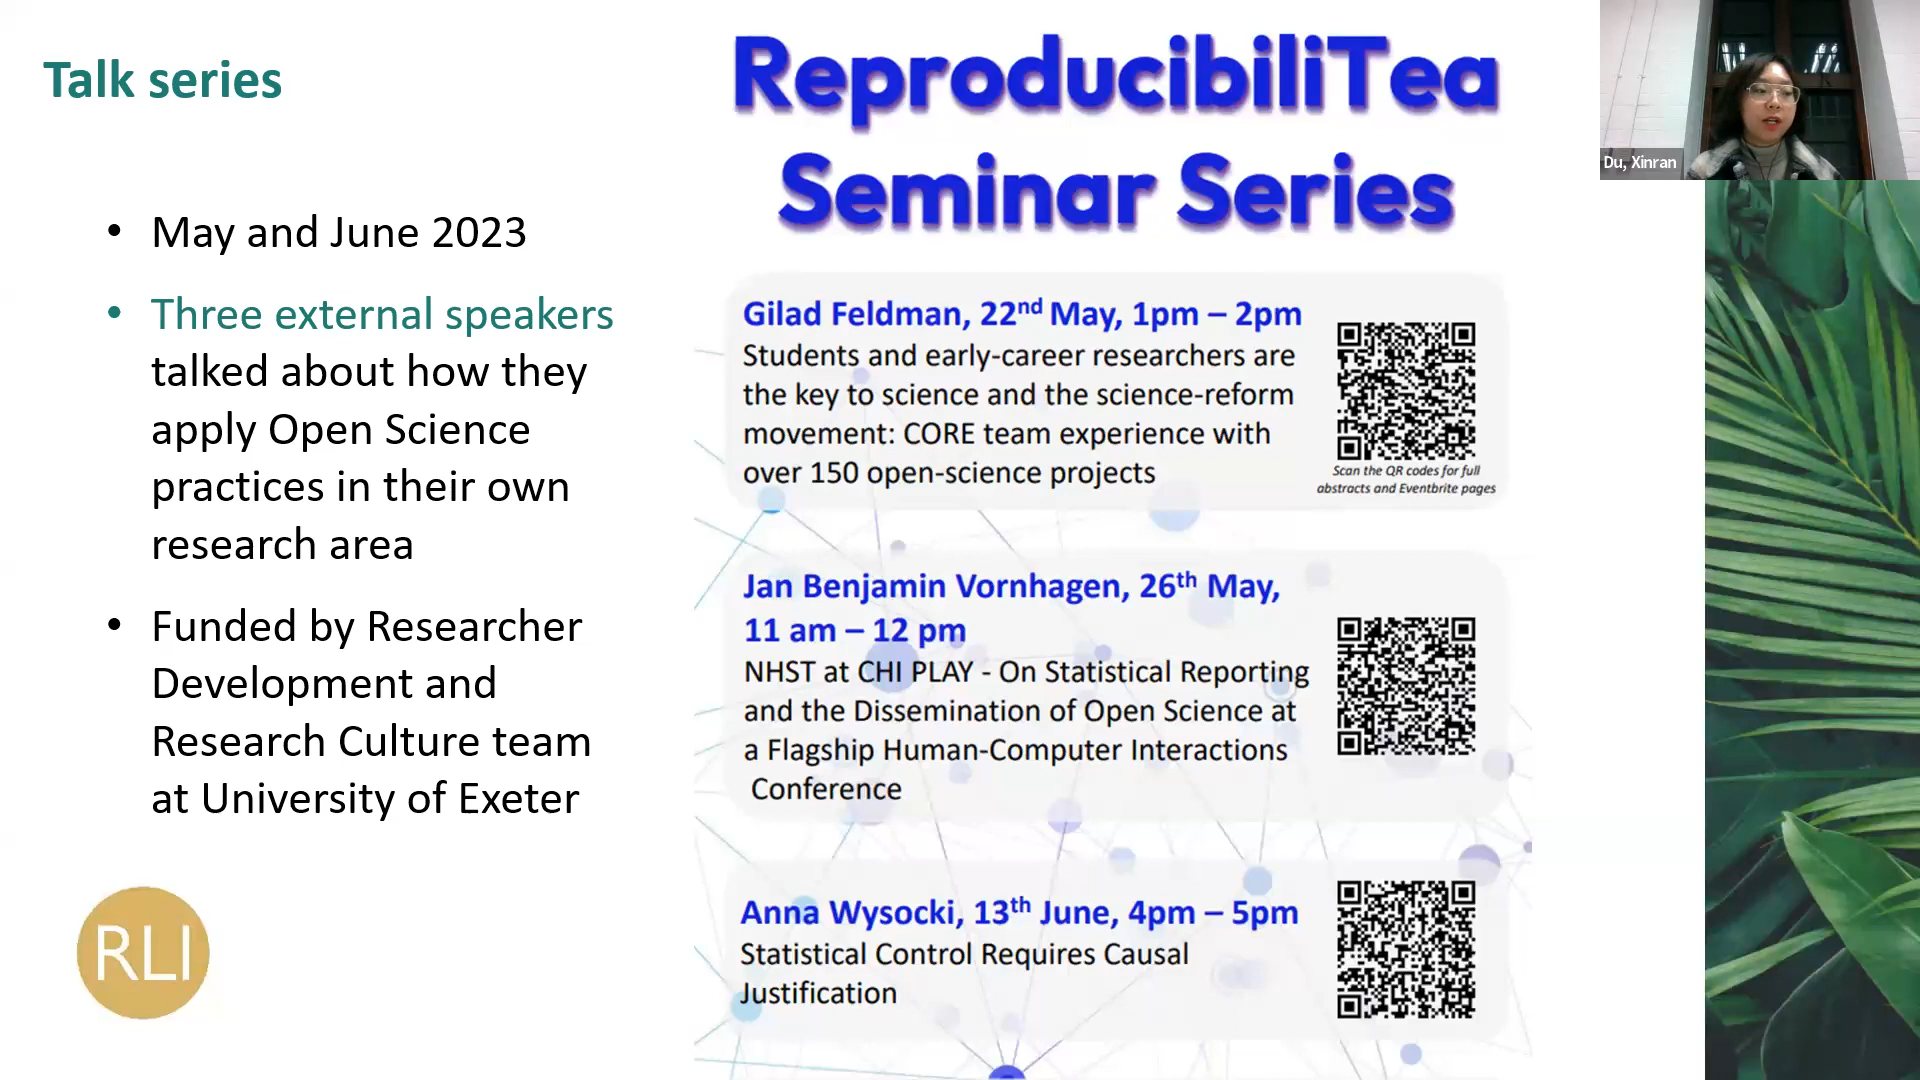 Talk series
• May and June 2023
• Three external speakers
talked about how they
apply Open Science
practices in their own
research area
• Funded by Researcher
Development and
Research Culture team
at University of Exeter
RLI
ReproducibiliTea
Seminar Series
Gilad Feldman, 22nd May, 1pm – 2pm
Students and early-career researchers are
the key to science and the science-reform
movement: CORE team experience with
over 150 open-science projects
Scan the QR codes for full
abstracts and Eventbrite pages
Jan Benjamin Vornhagen, 26th May,
11 am – 12 pm
NHST at CHI PLAY - On Statistical Reporting
and the Dissemination of Open Science at
a Flagship Human-Computer Interactions
Conference
Anna Wysocki, 13th June, 4pm – 5pm
Statistical Control Requires Causal
Justification
Du, Xinran